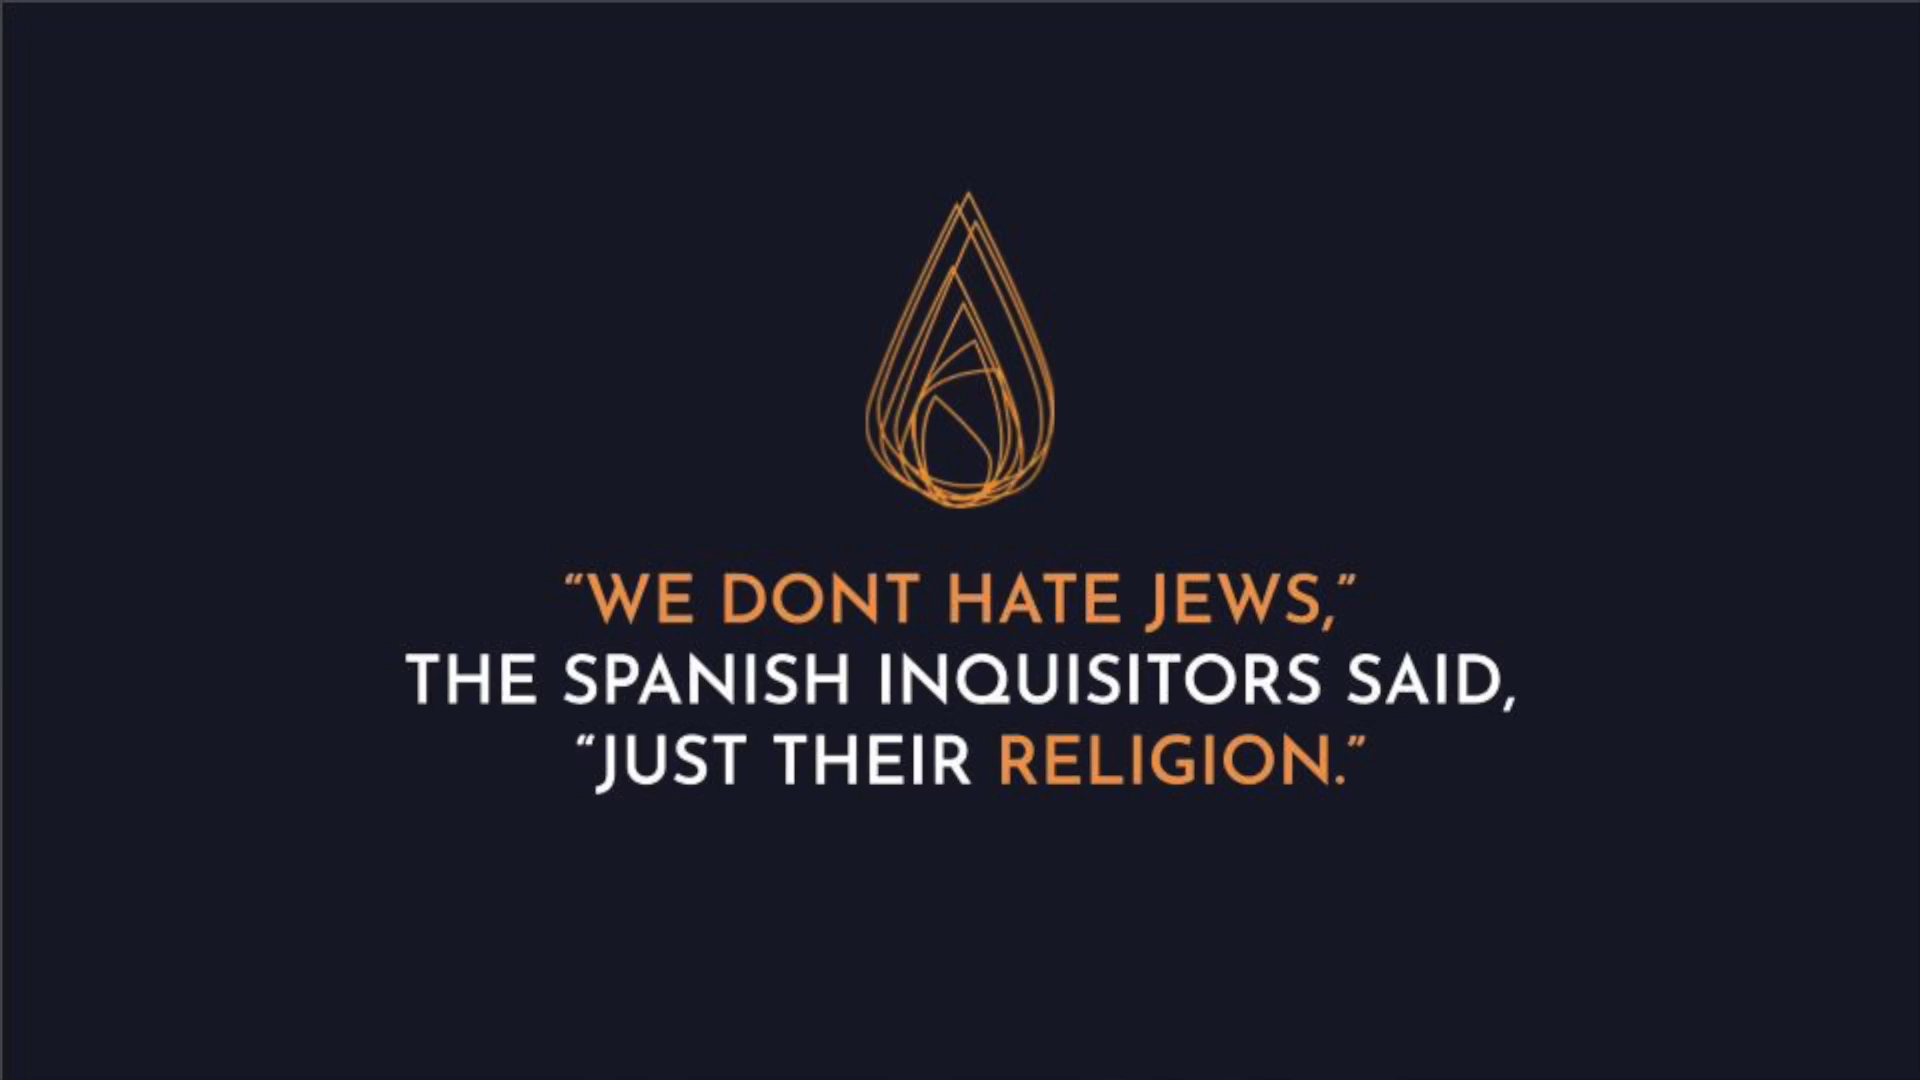 “WE DONT HATE JEWS,”
THE SPANISH INQUISITORS SAID,
“JUST THEIR RELIGION.”